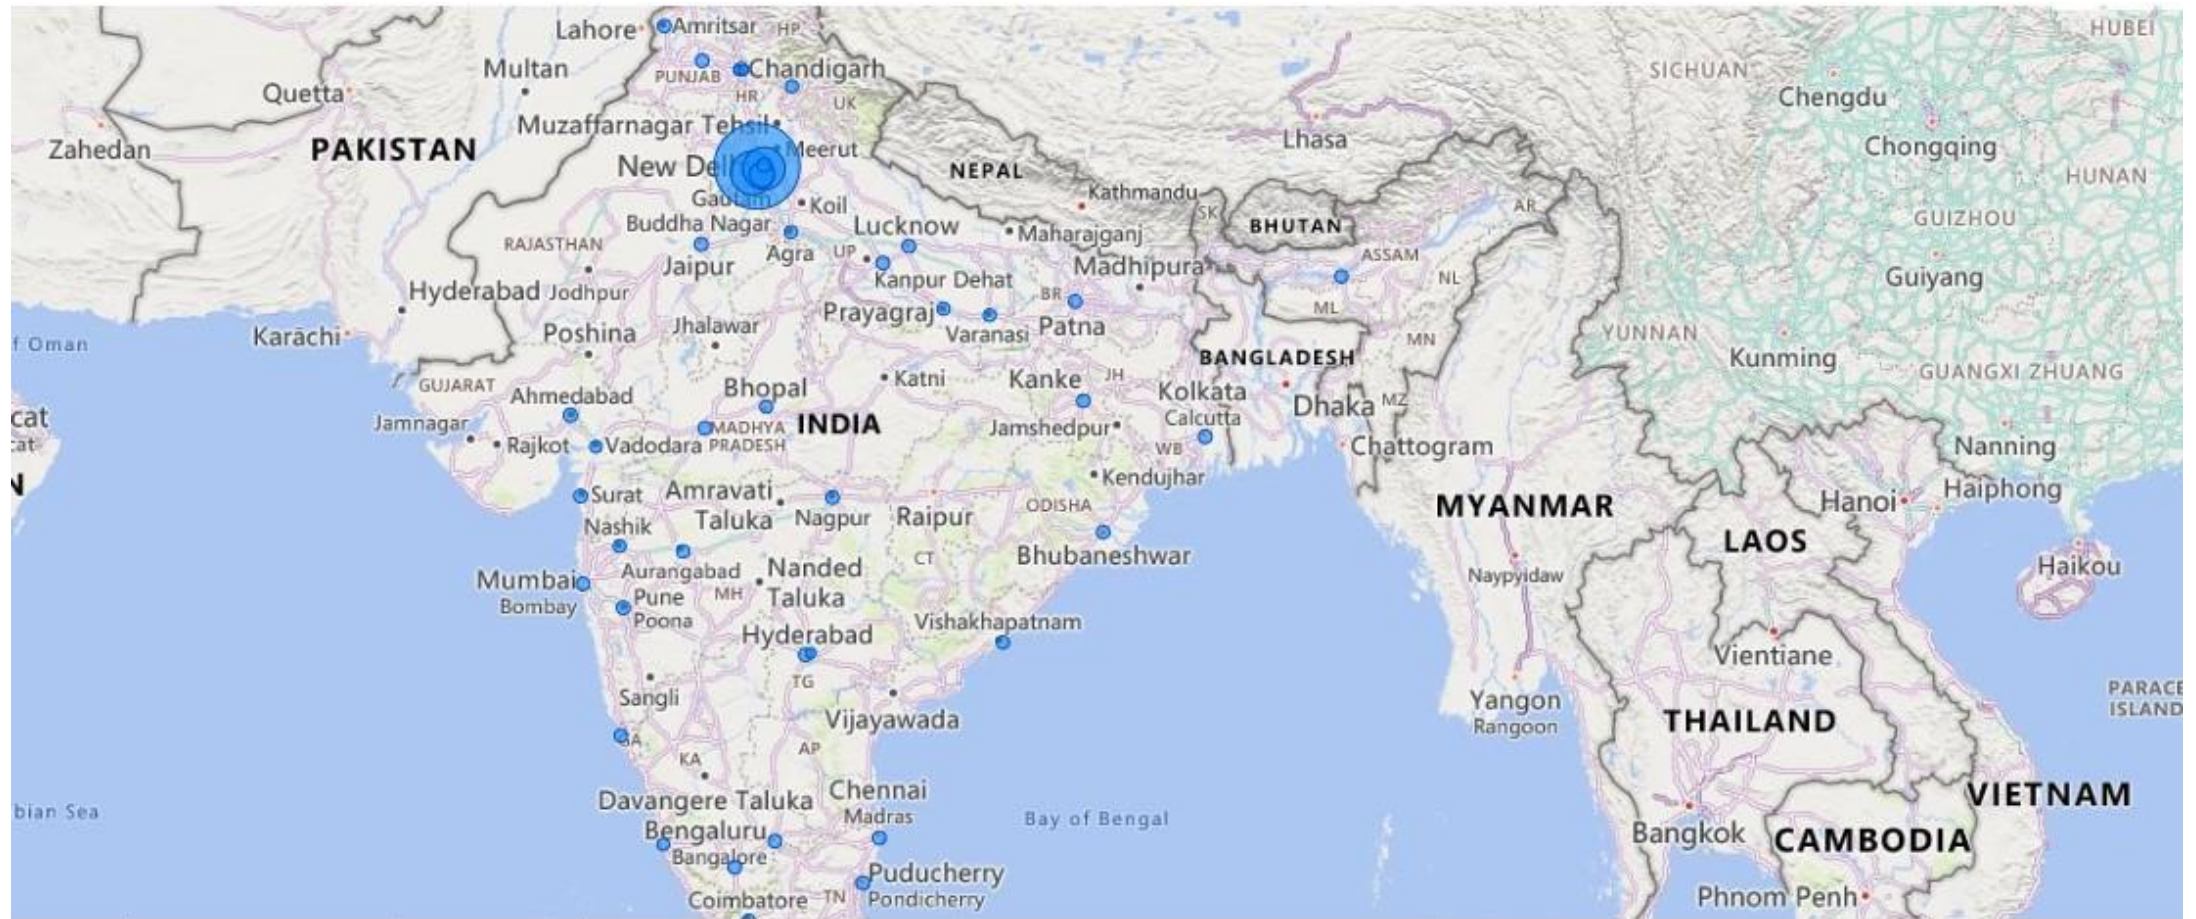 HUBEI
Lahore
Amritsar
HP
Multan
PUNJAB
Chandigarh
SICHUAN
Quetta
HR
UK
Chengdu
Muzaffarnagar Tehsil
Zahedan
PAKISTAN
Meerut
Lhasa
Chongqing
New Del
NEPAL
HUNAN
Kathmandu
Gautam
Buddha Nagar
Koil
SK
BHUTAN
AR
GUIZHOU
RAJASTHAN
Lucknow
Maharajganj
Agra
UP
ASSAM
Jaipur
Kanpur Dehat
Madhipura
NL
Guiyang
Hyderabad
Jodhpur
BR
ML
Prayagraj
Karāchi
Poshina
Jhalawar
Varanasi
Patna
MN
YUNNAN
f Oman
BANGLADESH
Kunming
GUJARAT
Bhopal
Katni
Kanke
JH
GUANGXI ZHUANG
Ahmedabad
Kolkata
Calcutta
Dhaka
MZ
cat
cat
Jamnagar
MADHYA
PRADESH
INDIA
Jamshedpur
Rajkot
Vadodara
WB
Chattogram
Nanning
N
Kendujhar
Surat
Amravati
Taluka
Nagpur
Raipur
ODISHA
MYANMAR
Hanoi
Haiphong
Nashik
LAOS
CT
Bhubaneshwar
Aurangabad
Nanded
Taluka
Naypyidaw
Haikou
Mumbai
Bombay
MH
Pune
Poona
Vishakhapatnam
Hyderabad
Vientiane
TG
Sangli
PARACE
ISLAND
Vijayawada
Yangon
Rangoon
THAILAND
GA
AP
KA
Davangere Taluka
Chennai
Madras
VIETNAM
bian Sea
Bay of Bengal
Bengaluru
Bangalore
Bangkok
CAMBODIA
Puducherry
Pondicherry
Coimbatore
TN
Phnom Penh